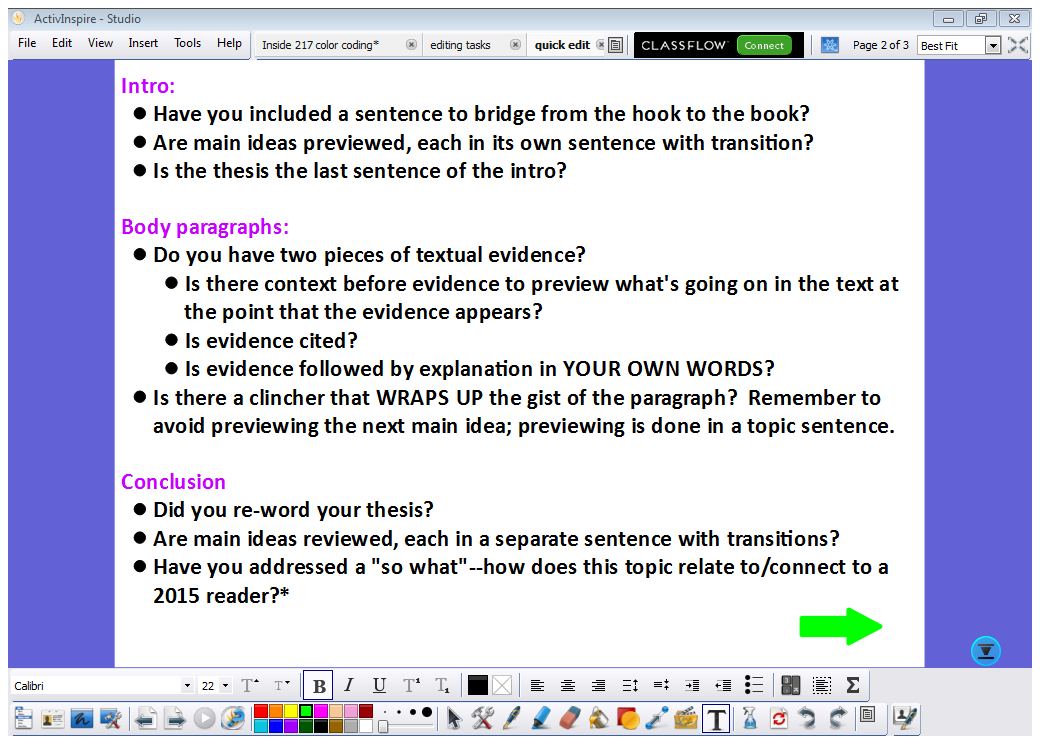 ActivInspire - Studio
File Edit View Insert Tools Help
Inside 217 color coding* editing tasks quick edit CLASSFLOW Connect Page 2 of 3 Best Fit
Intro:
● Have you included a sentence to bridge from the hook to the book?
● Are main ideas previewed, each in its own sentence with transition?
● Is the thesis the last sentence of the intro?
Body paragraphs:
● Do you have two pieces of textual evidence?
● Is there context before evidence to preview what's going on in the text at
the point that the evidence appears?
● Is evidence cited?
● Is evidence followed by explanation in YOUR OWN WORDS?
● Is there a clincher that WRAPS UP the gist of the paragraph?  Remember to
avoid previewing the next main idea; previewing is done in a topic sentence.
Conclusion
● Did you re-word your thesis?
● Are main ideas reviewed, each in a separate sentence with transitions?
● Have you addressed a "so what"--how does this topic relate to/connect to a
2015 reader?*
Calibri 22 T T B I U T¹ T₁ Σ
T